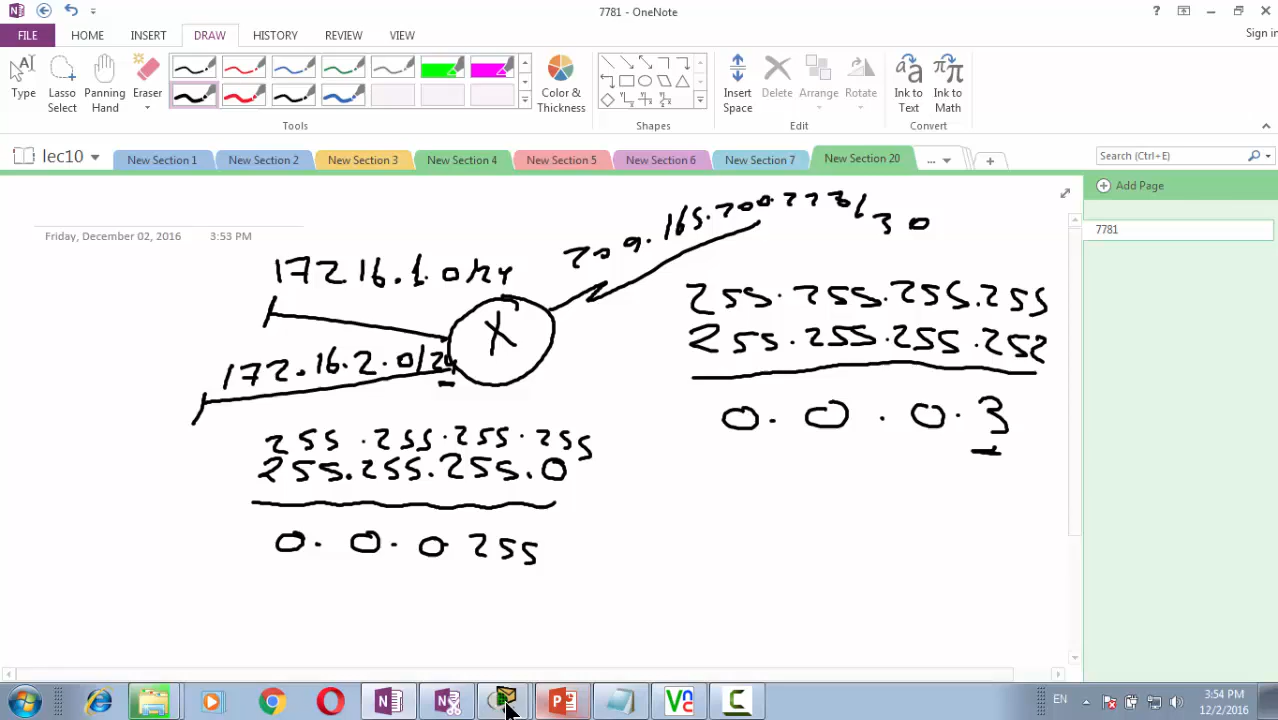 7781 - OneNote
Sign in
FILE HOME INSERT DRAW HISTORY REVIEW VIEW
Type
Lasso Select
Panning Hand
Eraser
Color & Thickness
Insert Space
Delete
Arrange
Rotate
Ink to Text
Ink to Math
Tools
Shapes
Edit
Convert
lec10
New Section 1
New Section 2
New Section 3
New Section 4
New Section 5
New Section 6
New Section 7
New Section 20
...
Search (Ctrl+E)
Add Page
7781
Friday, December 02, 2016 3:53 PM
172 16.1.0/24
209.165.200.223/30
X
172.16.2.0/24
255.255.255.255
255.255.255.252
0.0.0.3
255.255.255.255
255.255.255.0
0.0.0 255
EN
3:54 PM
12/2/2016